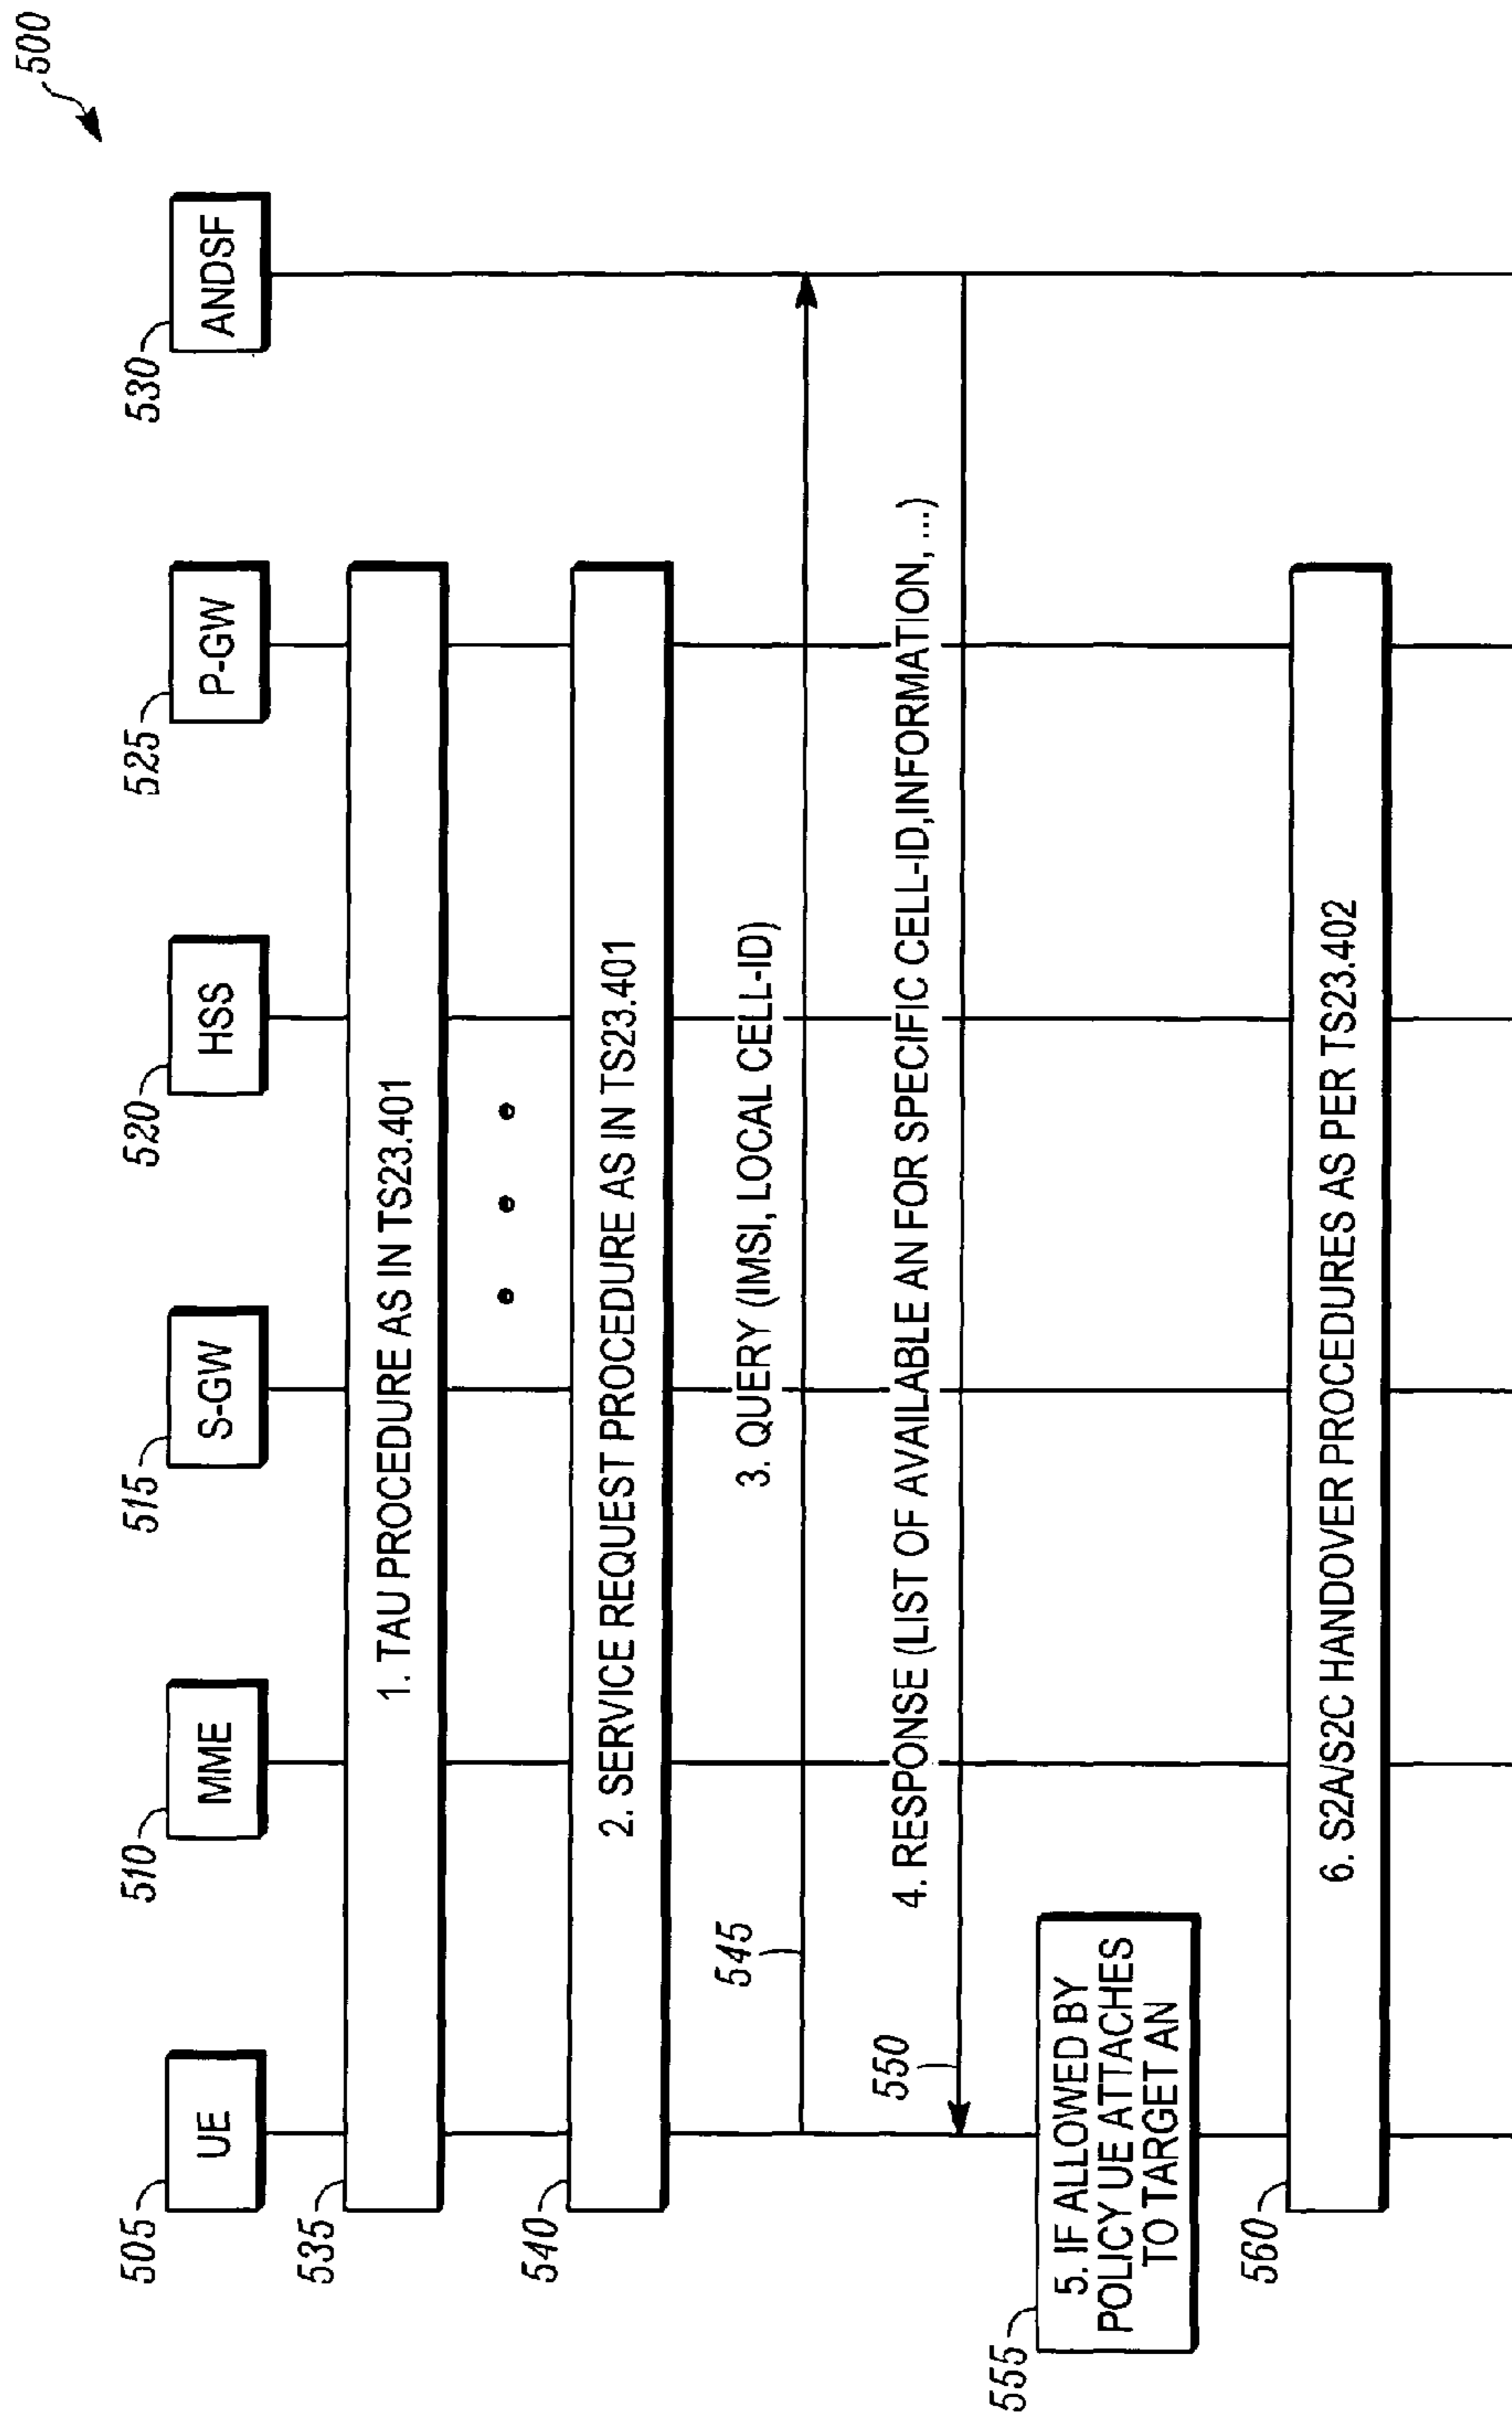 500
505
UE
510
MME
515
S-GW
520
HSS
525
P-GW
530
ANDSF
535
1. TAU PROCEDURE AS IN TS23.401
540
2. SERVICE REQUEST PROCEDURE AS IN TS23.401
545
3. QUERY (IMSI, LOCAL CELL-ID)
550
4. RESPONSE (LIST OF AVAILABLE AN FOR SPECIFIC CELL-ID,INFORMATION, ...)
555
5. IF ALLOWED BY
POLICY UE ATTACHES
TO TARGET AN
560
6. S2A/S2C HANDOVER PROCEDURES AS PER TS23.402